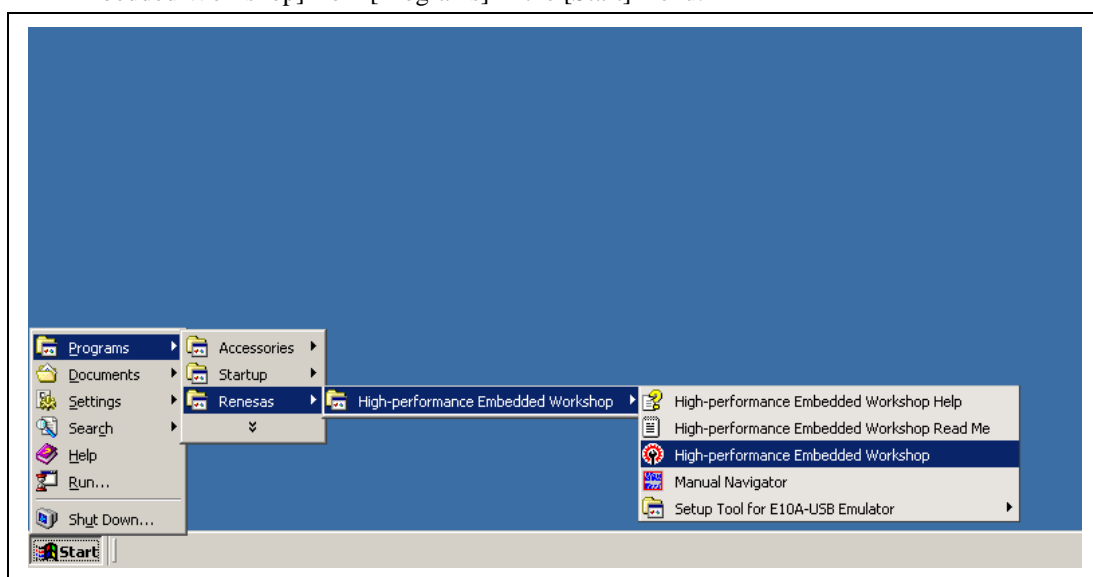 Programs
Documents
Settings
Search
Help
Run...
Shut Down...
Start
Accessories
Startup
Renesas
High-performance Embedded Workshop
High-performance Embedded Workshop Help
High-performance Embedded Workshop Read Me
High-performance Embedded Workshop
Manual Navigator
Setup Tool for E10A-USB Emulator